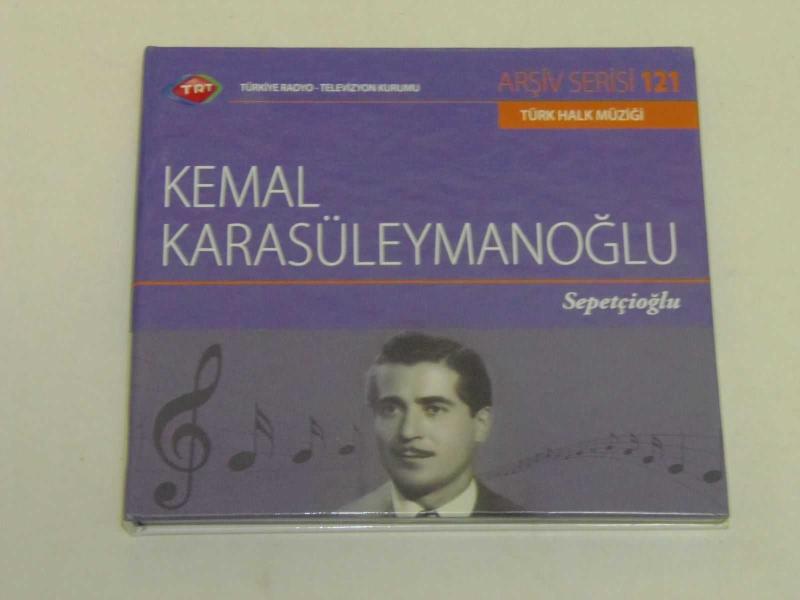 TRT
TÜRKİYE RADYO - TELEVİZYON KURUMU
ARŞİV SERİSİ 121
TÜRK HALK MÜZİĞİ
KEMAL
KARASÜLEYMANOĞLU
Sepetçioğlu